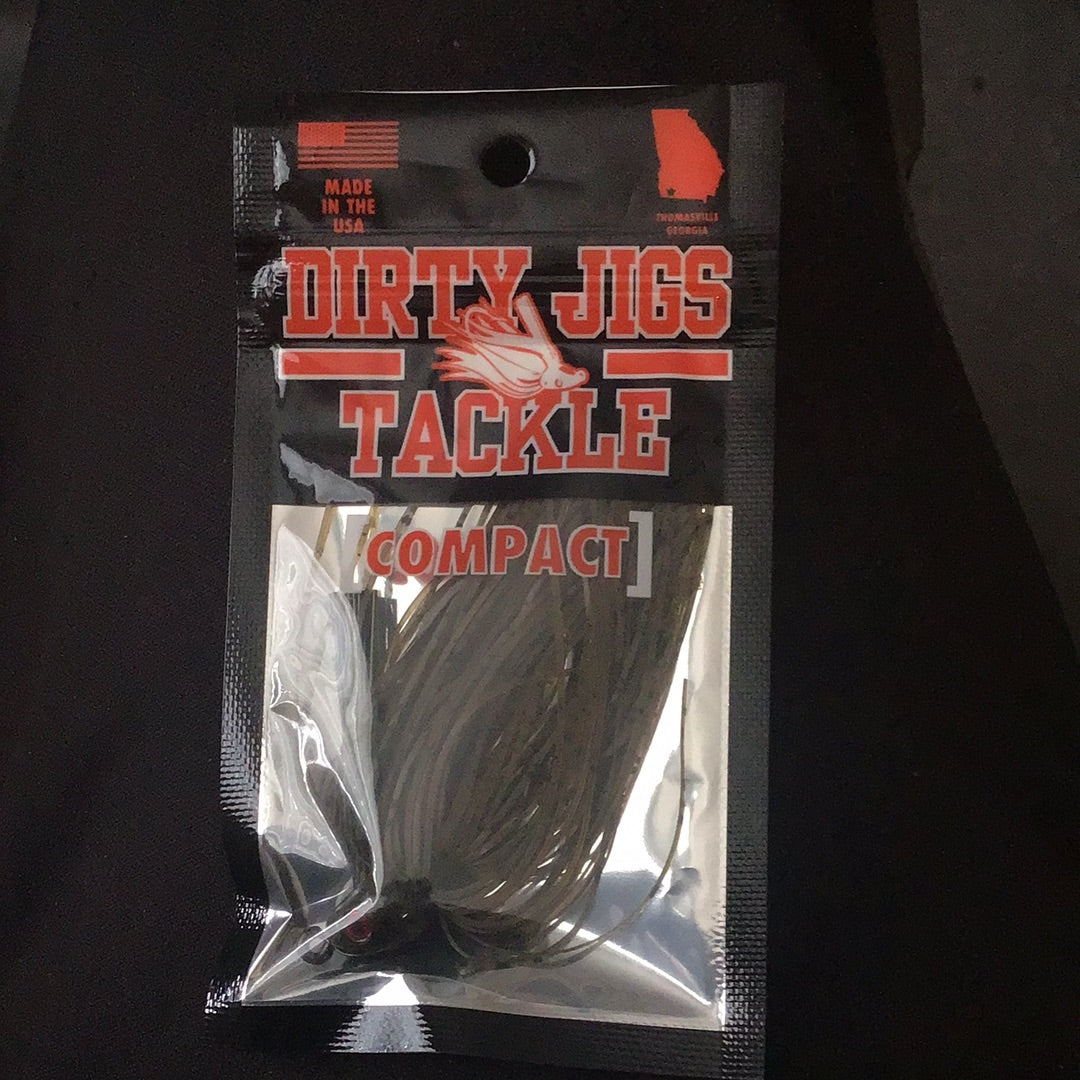 MADE
IN THE
USA
THOMASVILLE
GEORGIA
DIRTY JIGS
TACKLE
[COMPACT]